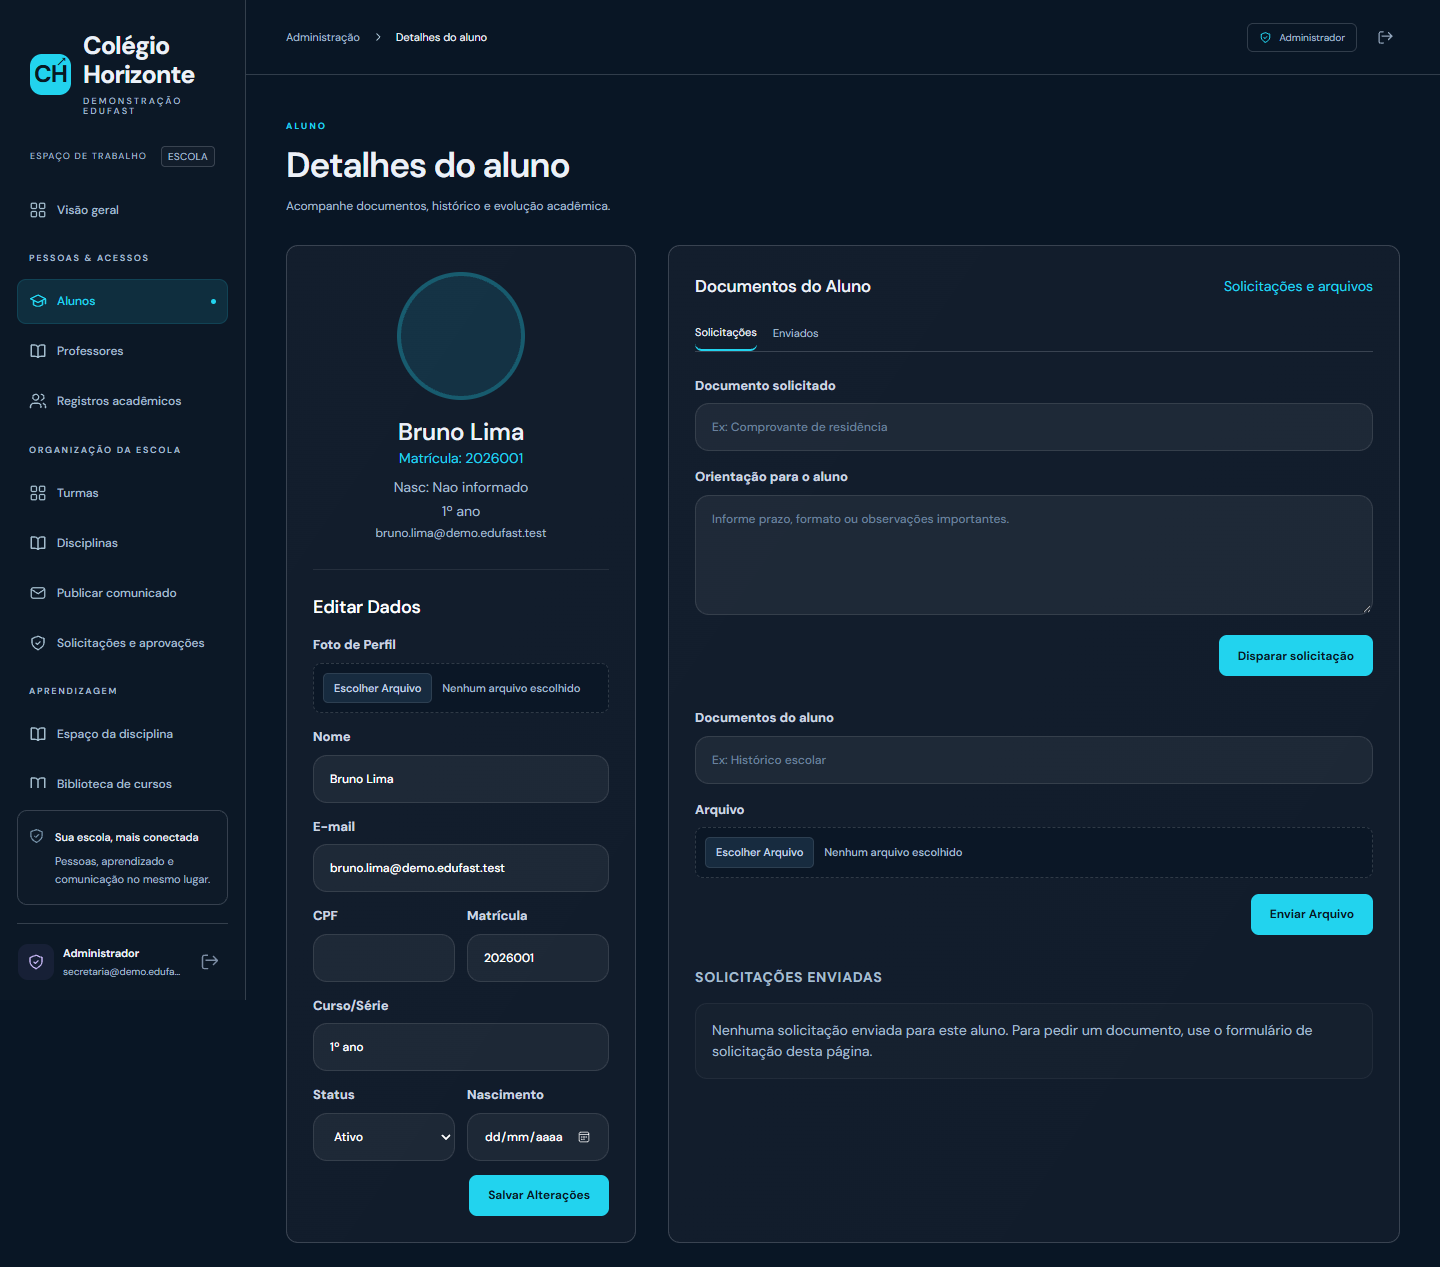 CH
Colégio
Horizonte
DEMONSTRAÇÃO
EDUFAST
ESPAÇO DE TRABALHO
ESCOLA
Visão geral
PESSOAS & ACESSOS
Alunos
Professores
Registros acadêmicos
ORGANIZAÇÃO DA ESCOLA
Turmas
Disciplinas
Publicar comunicado
Solicitações e aprovações
APRENDIZAGEM
Espaço da disciplina
Biblioteca de cursos
Sua escola, mais conectada
Pessoas, aprendizado e
comunicação no mesmo lugar.
Administrador
secretaria@demo.edufa...
Administração > Detalhes do aluno
Administrador
ALUNO
Detalhes do aluno
Acompanhe documentos, histórico e evolução acadêmica.
Bruno Lima
Matrícula: 2026001
Nasc: Nao informado
1º ano
bruno.lima@demo.edufast.test
Editar Dados
Foto de Perfil
Escolher Arquivo Nenhum arquivo escolhido
Nome
Bruno Lima
E-mail
bruno.lima@demo.edufast.test
CPF
Matrícula
2026001
Curso/Série
1º ano
Status
Nascimento
Ativo
dd/mm/aaaa
Salvar Alterações
Documentos do Aluno
Solicitações e arquivos
Solicitações
Enviados
Documento solicitado
Ex: Comprovante de residência
Orientação para o aluno
Informe prazo, formato ou observações importantes.
Disparar solicitação
Documentos do aluno
Ex: Histórico escolar
Arquivo
Escolher Arquivo Nenhum arquivo escolhido
Enviar Arquivo
SOLICITAÇÕES ENVIADAS
Nenhuma solicitação enviada para este aluno. Para pedir um documento, use o formulário de
solicitação desta página.